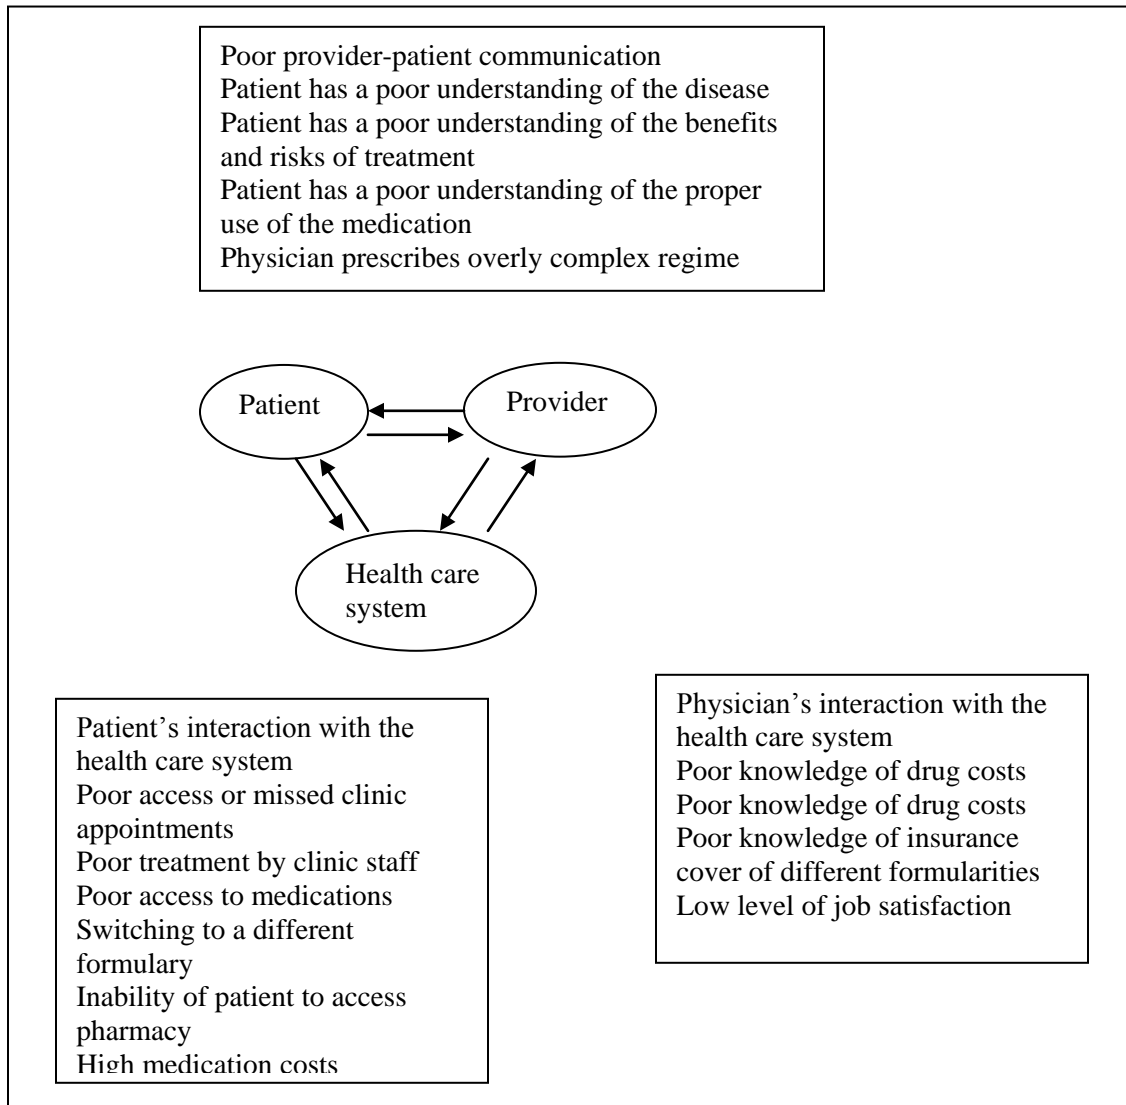 Poor provider-patient communication
Patient has a poor understanding of the disease
Patient has a poor understanding of the benefits
and risks of treatment
Patient has a poor understanding of the proper
use of the medication
Physician prescribes overly complex regime
Patient
Provider
Health care
system
Patient’s interaction with the
health care system
Poor access or missed clinic
appointments
Poor treatment by clinic staff
Poor access to medications
Switching to a different
formulary
Inability of patient to access
pharmacy
High medication costs
Physician’s interaction with the
health care system
Poor knowledge of drug costs
Poor knowledge of drug costs
Poor knowledge of insurance
cover of different formularities
Low level of job satisfaction